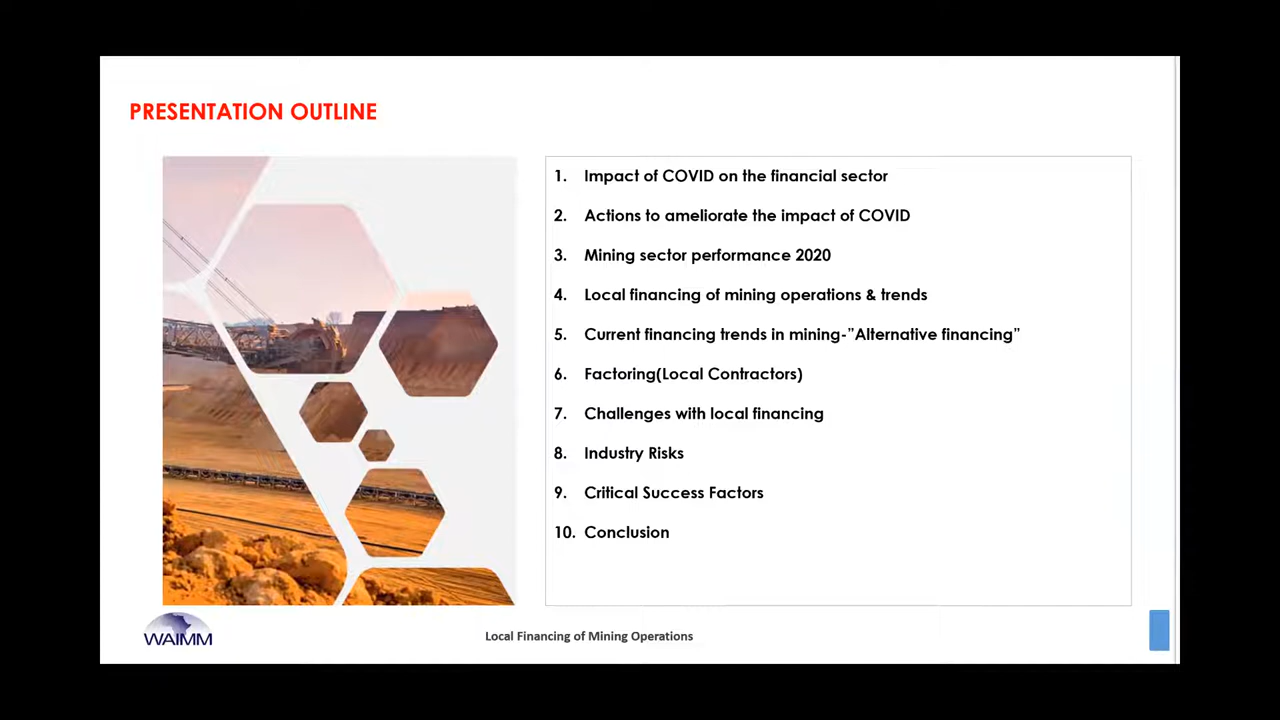 PRESENTATION OUTLINE
1. Impact of COVID on the financial sector
2. Actions to ameliorate the impact of COVID
3. Mining sector performance 2020
4. Local financing of mining operations & trends
5. Current financing trends in mining-”Alternative financing"
6. Factoring(Local Contractors)
7. Challenges with local financing
8. Industry Risks
9. Critical Success Factors
10. Conclusion
WAIMM
Local Financing of Mining Operations